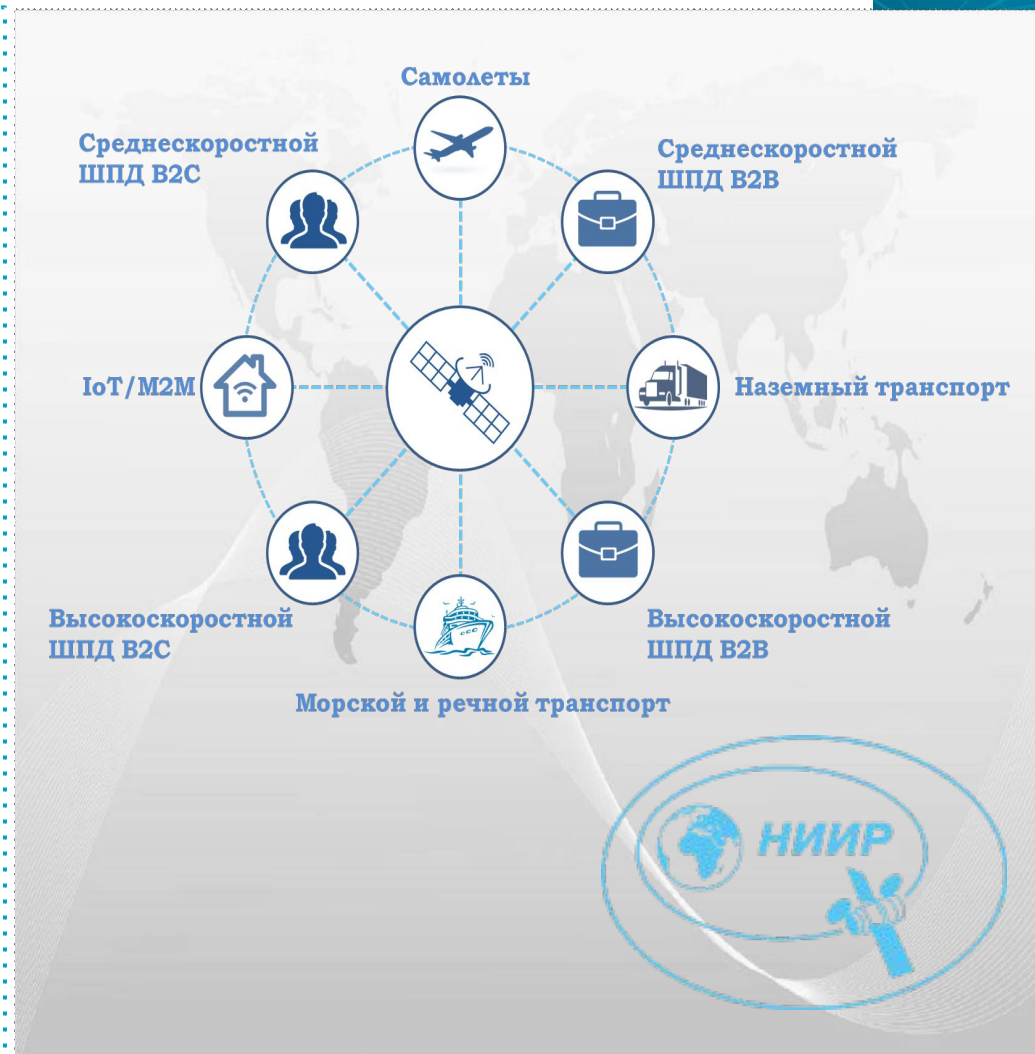 Самолеты
Среднескоростной
ШПД B2C
Среднескоростной
ШПД B2B
IoT/M2M
Наземный транспорт
Высокоскоростной
ШПД B2C
Высокоскоростной
ШПД B2B
Морской и речной транспорт
НИИР